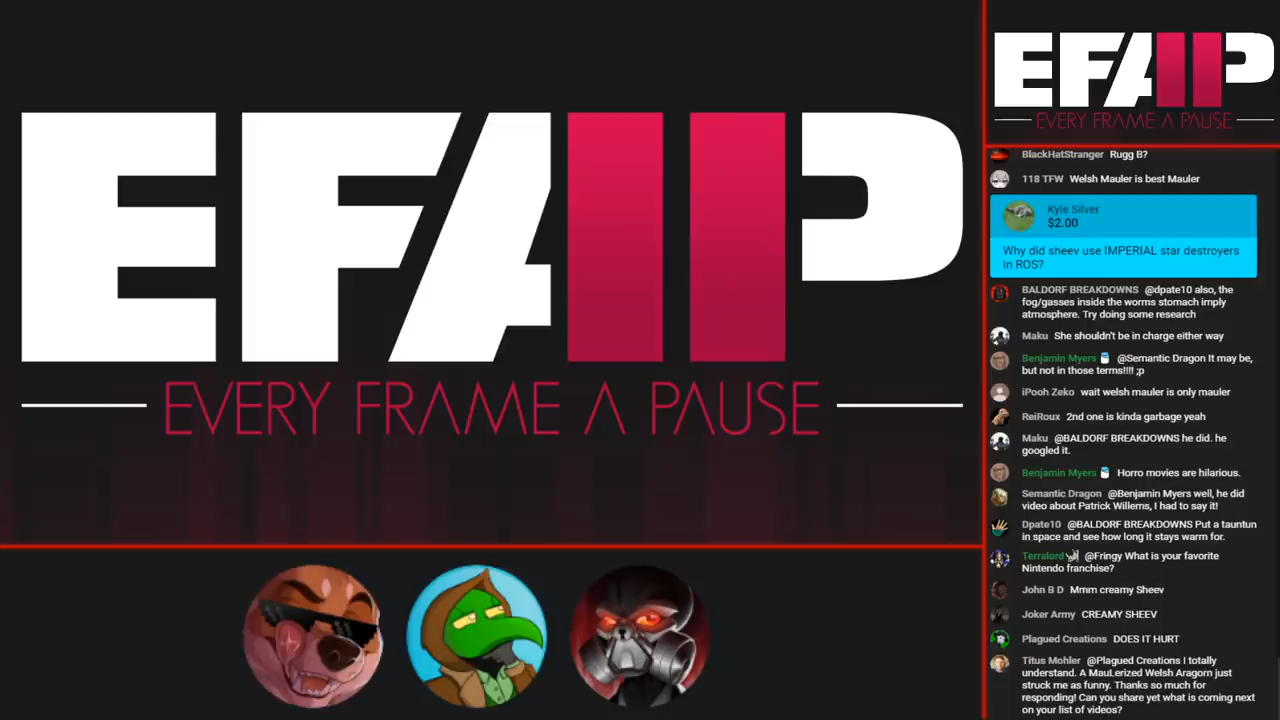 EFAP
EVERY FRAME A PAUSE
EFAP
EVERY FRAME A PAUSE
BlackHatStranger Rugg B?
118 TFW Welsh Mauler is best Mauler
Kyle Silver
$2.00
Why did sheev use IMPERIAL star destroyers
in ROS?
BALDORF BREAKDOWNS @dpate10 also, the
fog/gasses inside the worms stomach imply
atmosphere. Try doing some research
Maku She shouldn't be in charge either way
Benjamin Myers @Semantic Dragon It may be,
but not in those terms!!!! ;p
iPooh Zeko wait welsh mauler is only mauler
ReiRoux 2nd one is kinda garbage yeah
Maku @BALDORF BREAKDOWNS he did. he
googled it.
Benjamin Myers Horro movies are hilarious.
Semantic Dragon @Benjamin Myers well, he did
video about Patrick Willems, I had to say it!
Dpate10 @BALDORF BREAKDOWNS Put a tauntun
in space and see how long it stays warm for.
Terralord @Fringy What is your favorite
Nintendo franchise?
John B D Mmm creamy Sheev
Joker Army CREAMY SHEEV
Plagued Creations DOES IT HURT
Titus Mohler @Plagued Creations I totally
understand. A MauLerized Welsh Aragorn just
struck me as funny. Thanks so much for
responding! Can you share yet what is coming next
on your list of videos?